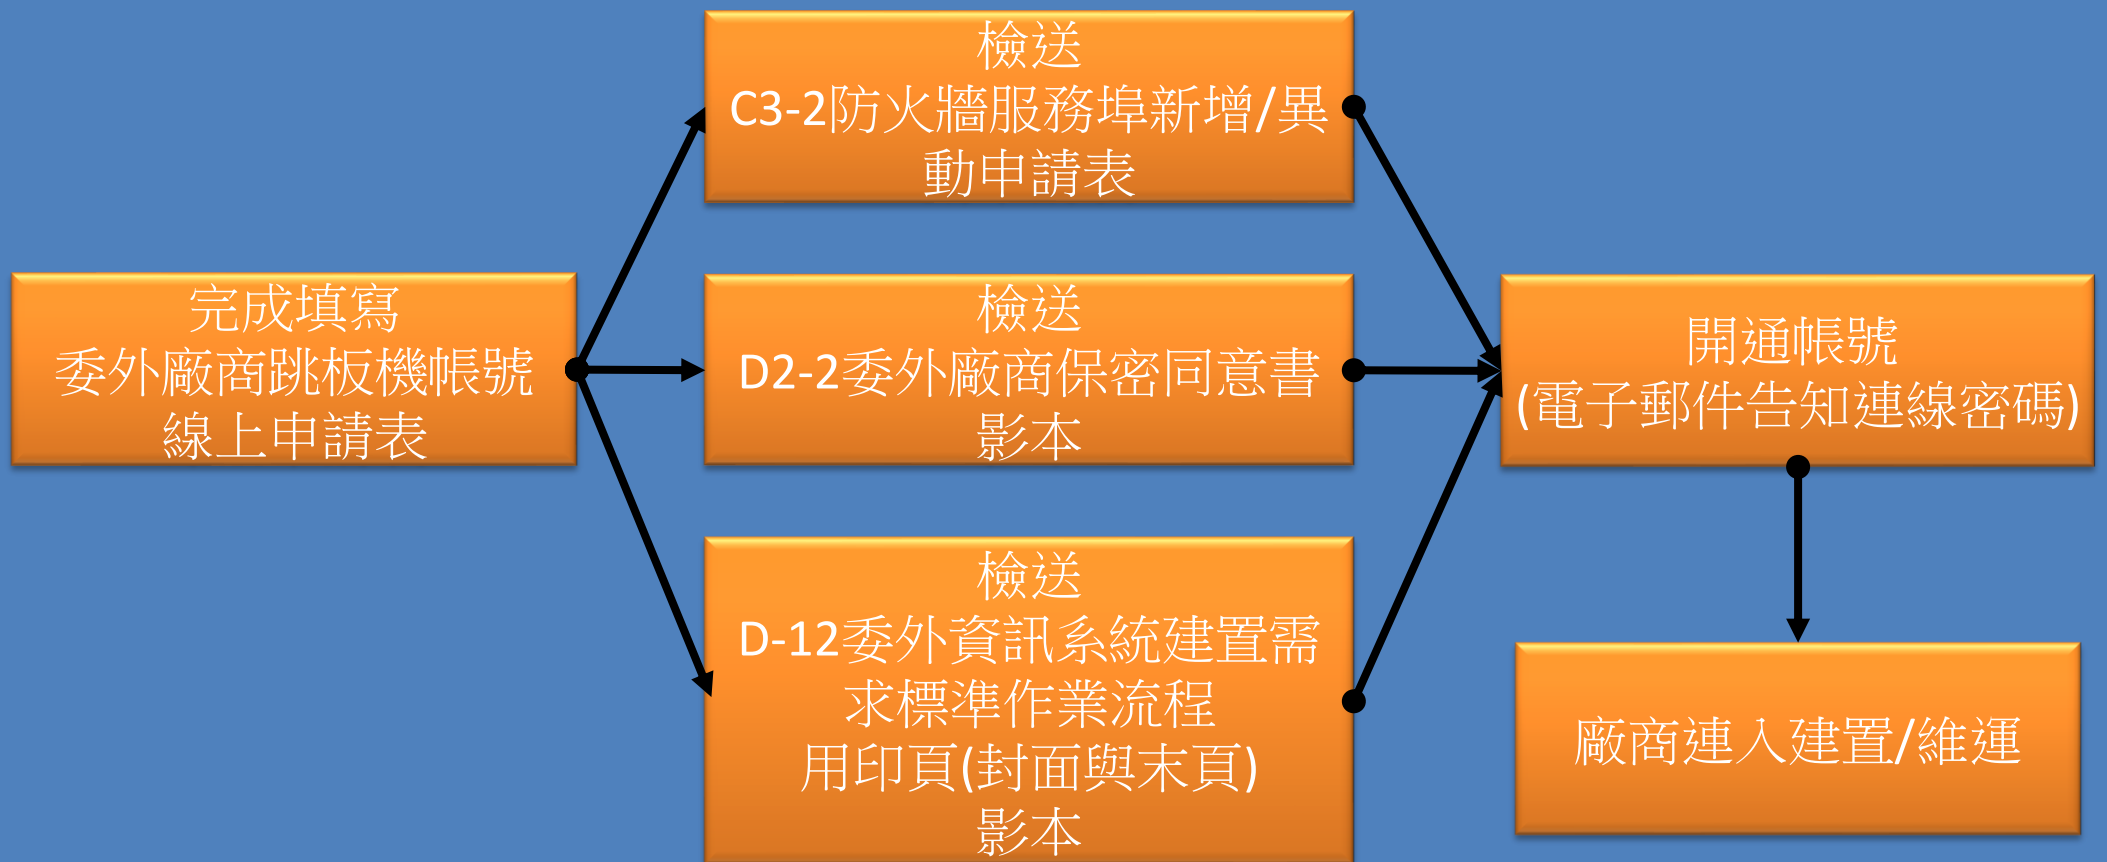 完成填寫
委外廠商跳板機帳號
線上申請表
檢送
C3-2防火牆服務埠新增/異
動申請表
檢送
D2-2委外廠商保密同意書
影本
檢送
D-12委外資訊系統建置需
求標準作業流程
用印頁(封面與末頁)
影本
開通帳號
(電子郵件告知連線密碼)
廠商連入建置/維運